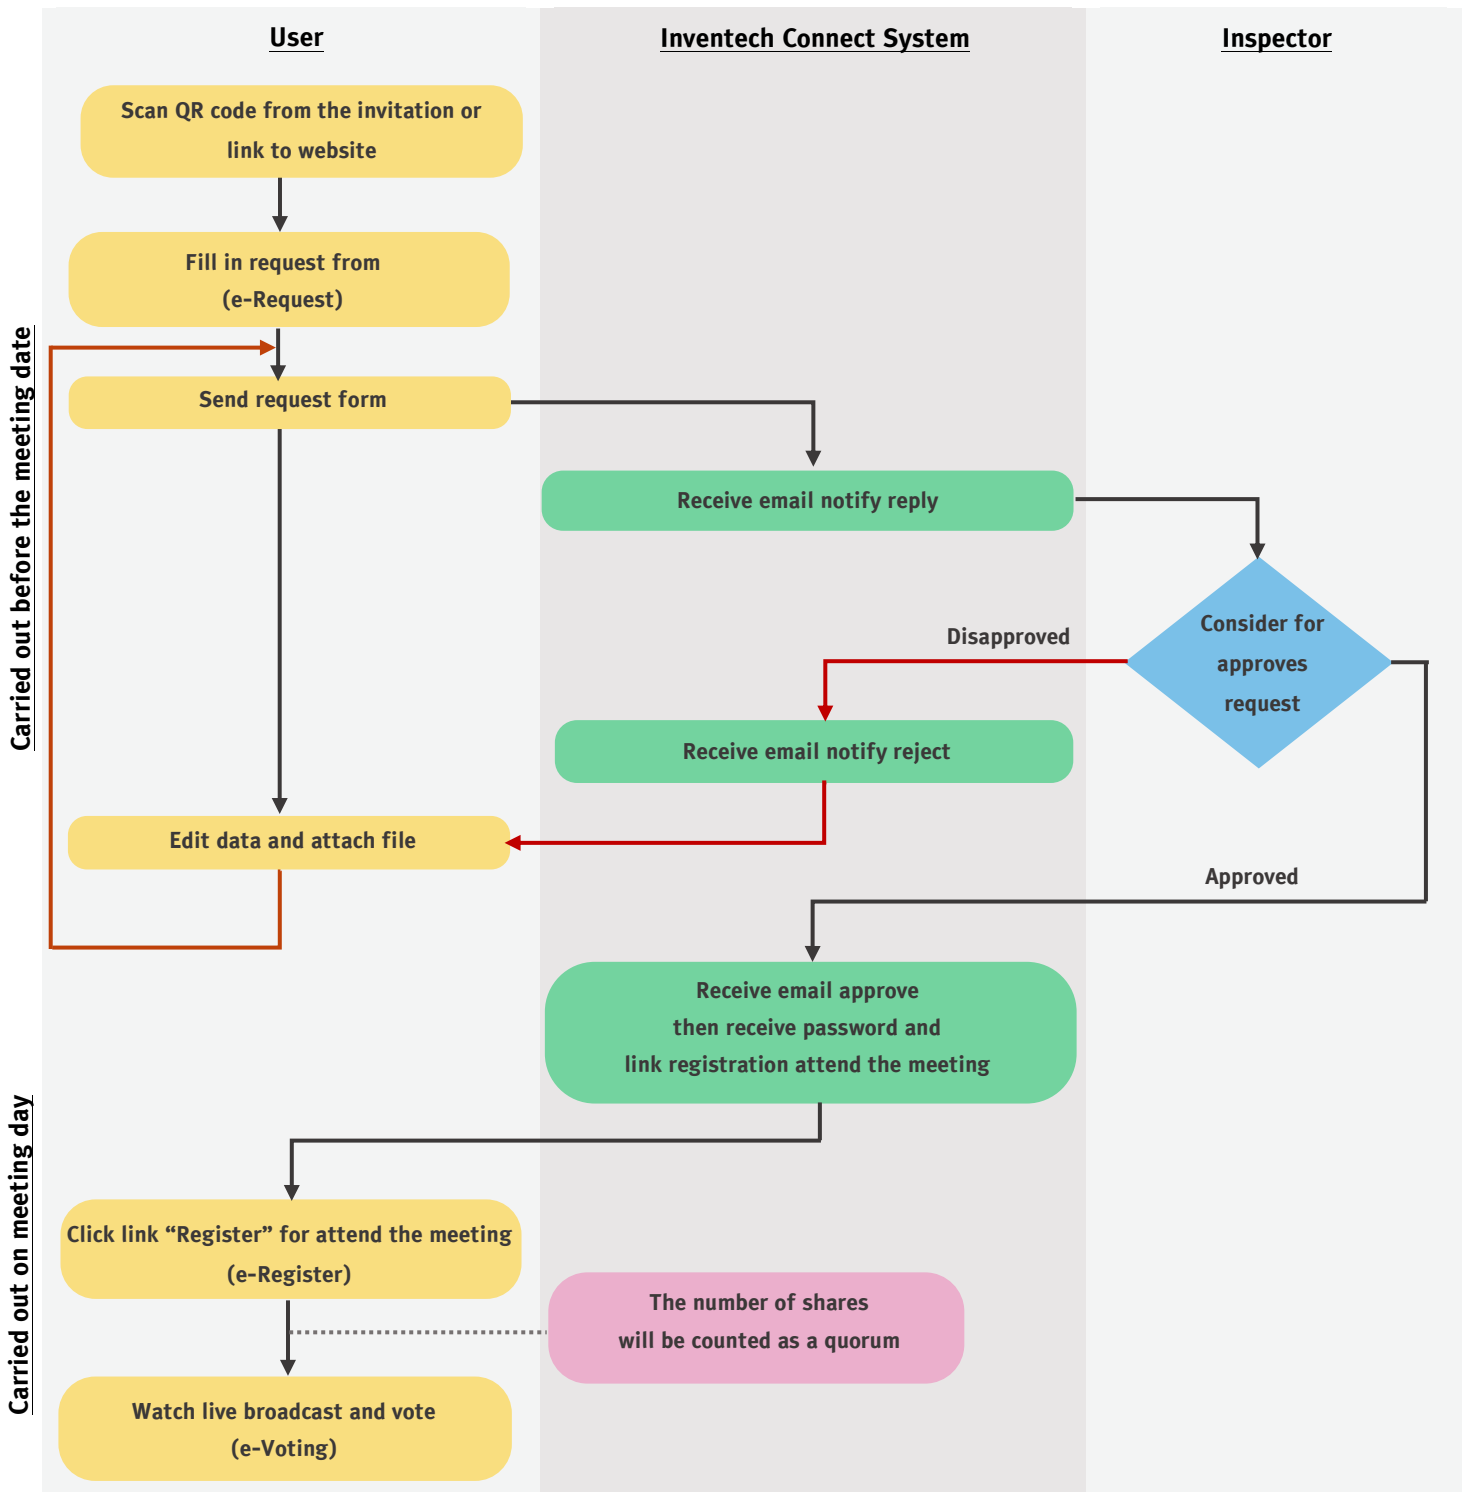 User
Inventech Connect System
Inspector
Scan QR code from the invitation or
link to website
Fill in request from
(e-Request)
Carried out before the meeting date
Send request form
Receive email notify reply
Consider for
approves
request
Disapproved
Receive email notify reject
Edit data and attach file
Approved
Receive email approve
then receive password and
link registration attend the meeting
Carried out on meeting day
Click link “Register” for attend the meeting
(e-Register)
The number of shares
will be counted as a quorum
Watch live broadcast and vote
(e-Voting)